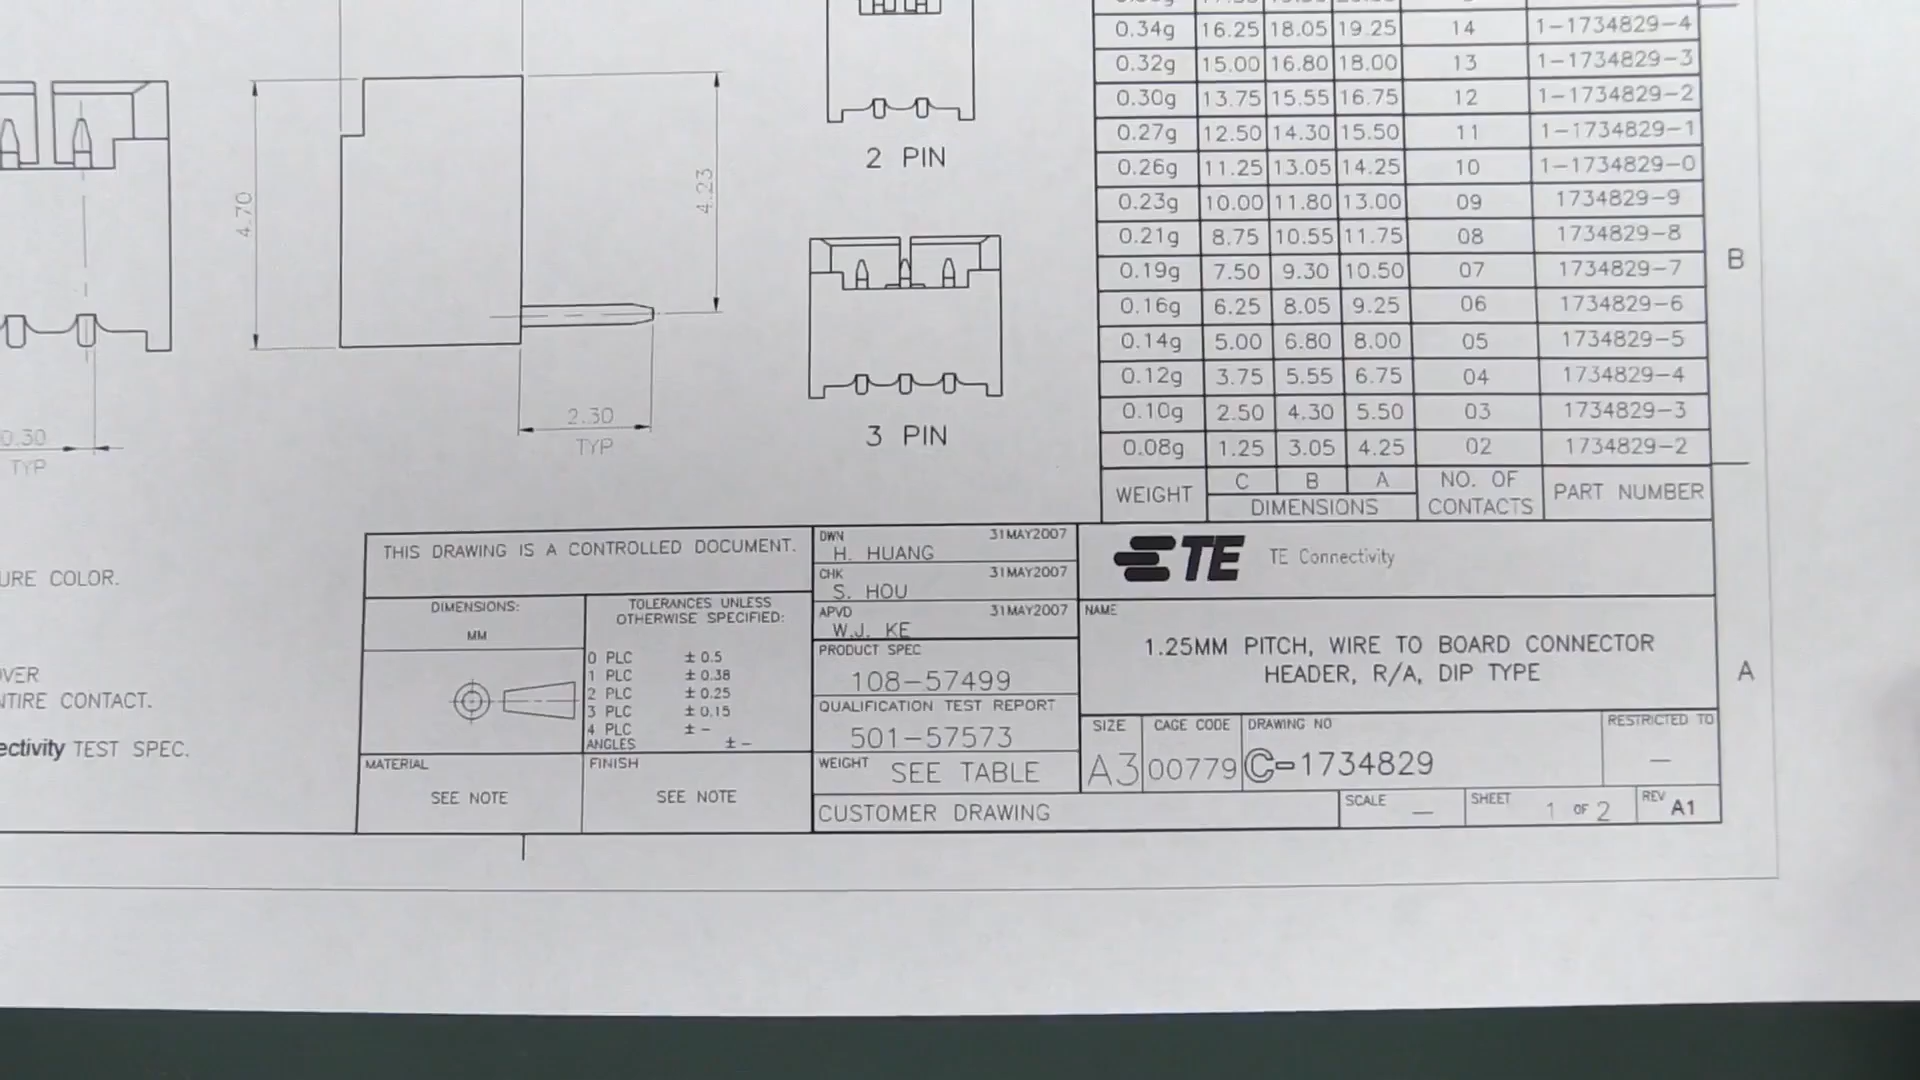 0.34g 16.25 18.05 19.25 14 1-1734829-4
0.32g 15.00 16.80 18.00 13 1-1734829-3
0.30g 13.75 15.55 16.75 12 1-1734829-2
0.27g 12.50 14.30 15.50 11 1-1734829-1
0.26g 11.25 13.05 14.25 10 1-1734829-0
0.23g 10.00 11.80 13.00 09 1734829-9
0.21g 8.75 10.55 11.75 08 1734829-8
0.19g 7.50 9.30 10.50 07 1734829-7
0.16g 6.25 8.05 9.25 06 1734829-6
0.14g 5.00 6.80 8.00 05 1734829-5
0.12g 3.75 5.55 6.75 04 1734829-4
0.10g 2.50 4.30 5.50 03 1734829-3
0.08g 1.25 3.05 4.25 02 1734829-2
WEIGHT C B A NO. OF CONTACTS PART NUMBER
DIMENSIONS
2 PIN
3 PIN
4.70
4.23
2.30
TYP
0.30
TYP
B
A
URE COLOR.
VER
NTIRE CONTACT.
ectivity TEST SPEC.
THIS DRAWING IS A CONTROLLED DOCUMENT.
DIMENSIONS:
MM
TOLERANCES UNLESS
OTHERWISE SPECIFIED:
0 PLC ± 0.5
1 PLC ± 0.38
2 PLC ± 0.25
3 PLC ± 0.15
4 PLC ± -
ANGLES ± -
MATERIAL
SEE NOTE
FINISH
SEE NOTE
DWN 31MAY2007
H. HUANG
CHK 31MAY2007
S. HOU
APVD 31MAY2007
W.J. KE
PRODUCT SPEC
108-57499
QUALIFICATION TEST REPORT
501-57573
WEIGHT SEE TABLE
CUSTOMER DRAWING
TE TE Connectivity
NAME
1.25MM PITCH, WIRE TO BOARD CONNECTOR
HEADER, R/A, DIP TYPE
SIZE CAGE CODE DRAWING NO RESTRICTED TO
A3 00779 C-1734829 -
SCALE - SHEET 1 OF 2 REV A1